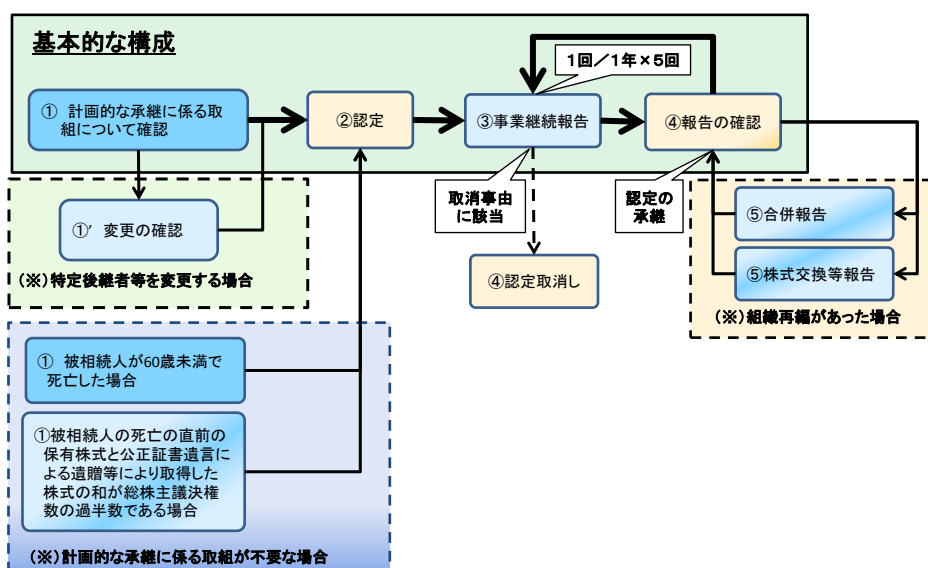 基本的な構成
1回／1年×5回
① 計画的な承継に係る取
組について確認
②認定
③事業継続報告
④報告の確認
取消事由
に該当
認定の
承継
①’ 変更の確認
(※)特定後継者等を変更する場合
④認定取消し
⑤合併報告
⑤株式交換等報告
(※)組織再編があった場合
① 被相続人が60歳未満で
死亡した場合
①被相続人の死亡の直前の
保有株式と公正証書遺言に
よる遺贈等により取得した
株式の和が総株主議決権
数の過半数である場合
(※)計画的な承継に係る取組が不要な場合